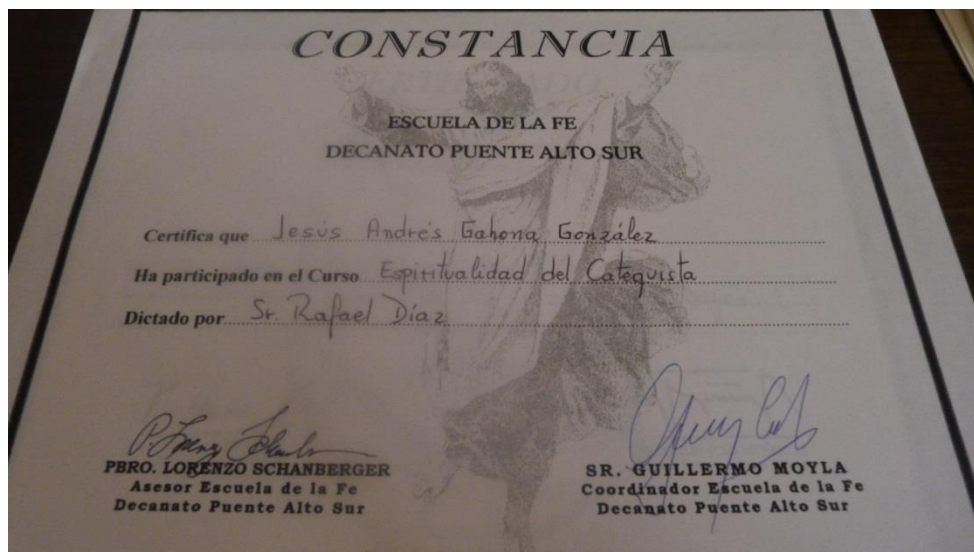 CONSTANCIA
ESCUELA DE LA FE
DECANATO PUENTE ALTO SUR
Certifica que Jesús Andrés Gahona González
Ha participado en el Curso Espiritualidad del Catequista
Dictado por Sr. Rafael Díaz
PBRO. LORENZO SCHANBERGER
Asesor Escuela de la Fe
Decanato Puente Alto Sur
SR. GUILLERMO MOYLA
Coordinador Escuela de la Fe
Decanato Puente Alto Sur